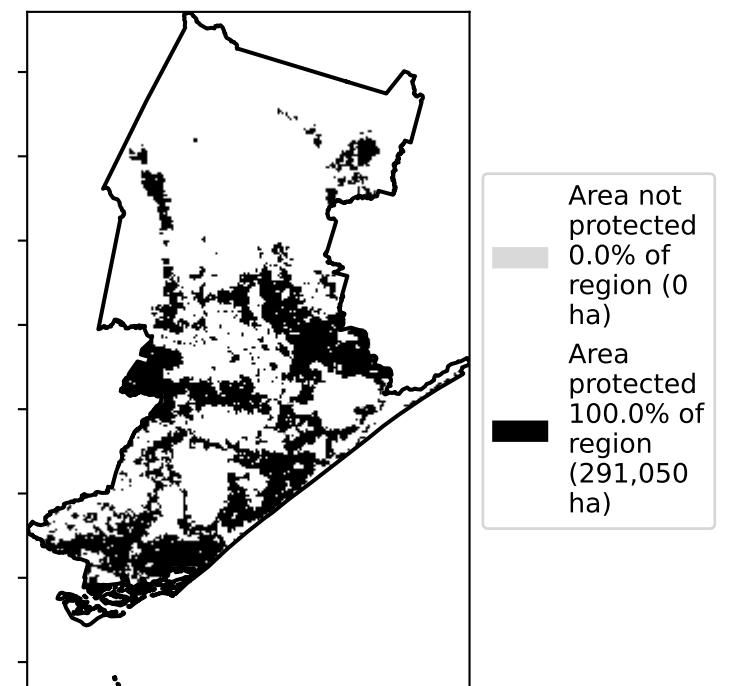 Area not
protected
0.0% of
region (0
ha)
Area
protected
100.0% of
region
(291,050
ha)